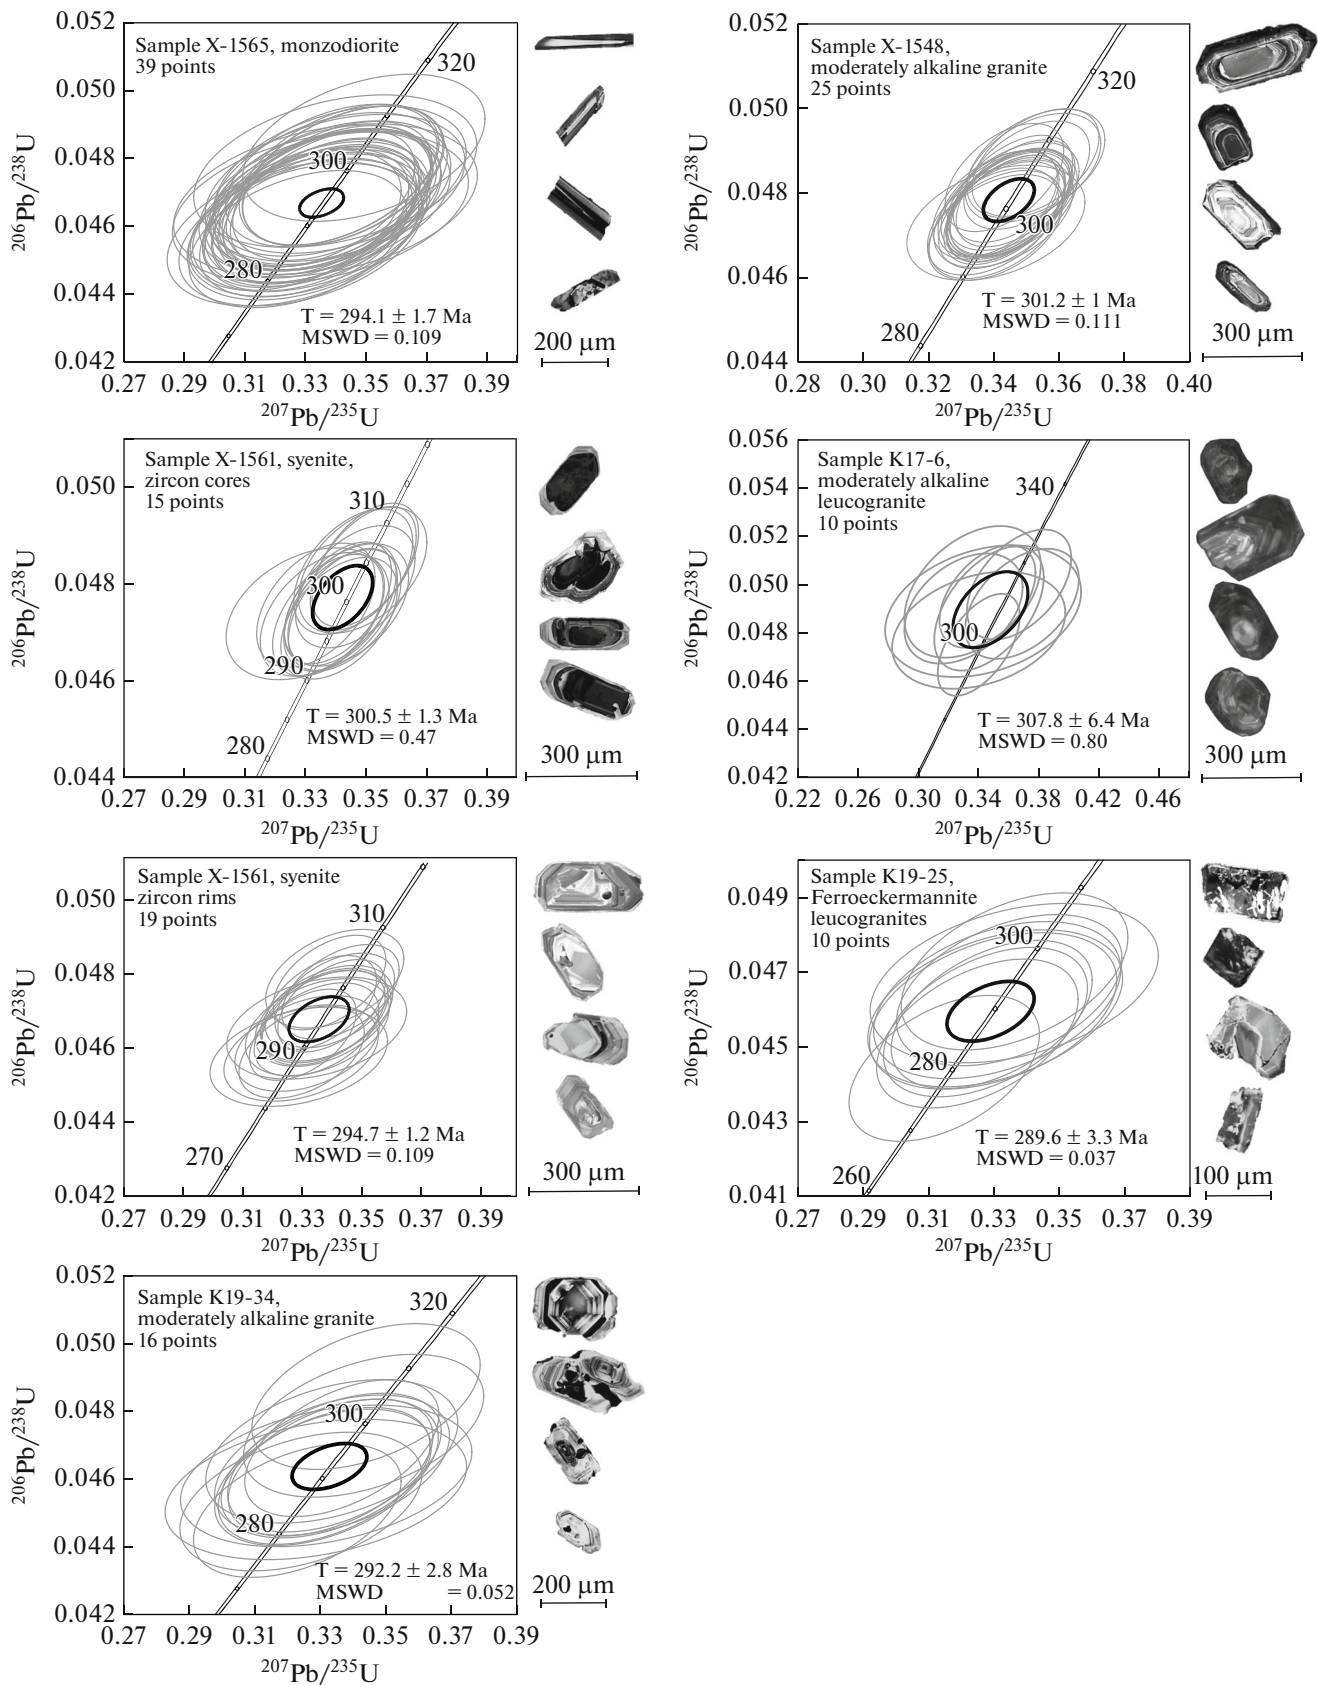 Sample X-1565, monzodiorite
39 points
0.052
0.050
0.048
0.046
0.044
0.042
206Pb/238U
320
300
280
T = 294.1 ± 1.7 Ma
MSWD = 0.109
0.27 0.29 0.31 0.33 0.35 0.37 0.39
207Pb/235U
200 µm
Sample X-1548,
moderately alkaline granite
25 points
0.052
0.050
0.048
0.046
0.044
206Pb/238U
320
300
280
T = 301.2 ± 1 Ma
MSWD = 0.111
0.28 0.30 0.32 0.34 0.36 0.38 0.40
207Pb/235U
300 µm
Sample X-1561, syenite,
zircon cores
15 points
0.050
0.048
0.046
0.044
206Pb/238U
310
300
290
280
T = 300.5 ± 1.3 Ma
MSWD = 0.47
0.27 0.29 0.31 0.33 0.35 0.37 0.39
207Pb/235U
300 µm
Sample K17-6,
moderately alkaline
leucogranite
10 points
0.056
0.054
0.052
0.050
0.048
0.046
0.044
0.042
206Pb/238U
340
300
T = 307.8 ± 6.4 Ma
MSWD = 0.80
0.22 0.26 0.30 0.34 0.38 0.42 0.46
207Pb/235U
300 µm
Sample X-1561, syenite
zircon rims
19 points
0.050
0.048
0.046
0.044
0.042
206Pb/238U
310
290
270
T = 294.7 ± 1.2 Ma
MSWD = 0.109
0.27 0.29 0.31 0.33 0.35 0.37 0.39
207Pb/235U
300 µm
Sample K19-25,
Ferroeckermannite
leucogranites
10 points
0.049
0.047
0.045
0.043
0.041
206Pb/238U
300
280
260
T = 289.6 ± 3.3 Ma
MSWD = 0.037
0.27 0.29 0.31 0.33 0.35 0.37 0.39
207Pb/235U
100 µm
Sample K19-34,
moderately alkaline granite
16 points
0.052
0.050
0.048
0.046
0.044
0.042
206Pb/238U
320
300
280
T = 292.2 ± 2.8 Ma
MSWD = 0.052
0.27 0.29 0.31 0.33 0.35 0.37 0.39
207Pb/235U
200 µm